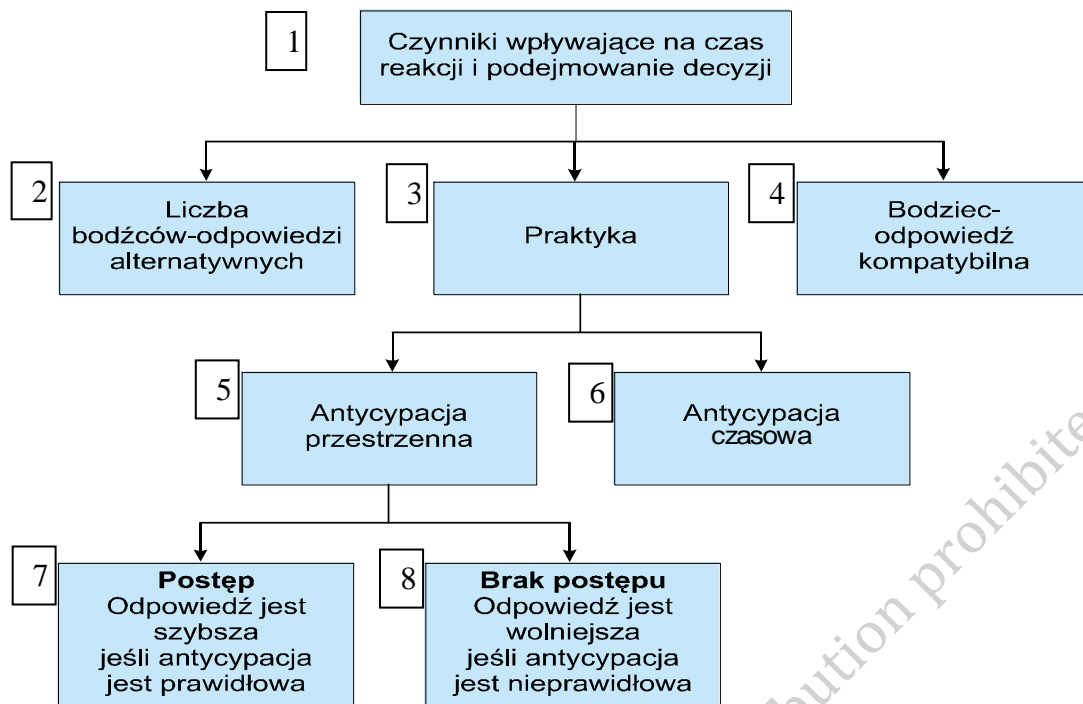 1
Czynniki wpływające na czas
reakcji i podejmowanie decyzji
2
Liczba
bodźców-odpowiedzi
alternatywnych
3
Praktyka
4
Bodziec-
odpowiedź
kompatybilna
5
Antycypacja
przestrzenna
6
Antycypacja
czasowa
7
Postęp
Odpowiedź jest
szybsza
jeśli antycypacja
jest prawidłowa
8
Brak postępu
Odpowiedź jest
wolniejsza
jeśli antycypacja
jest nieprawidłowa
prohibite